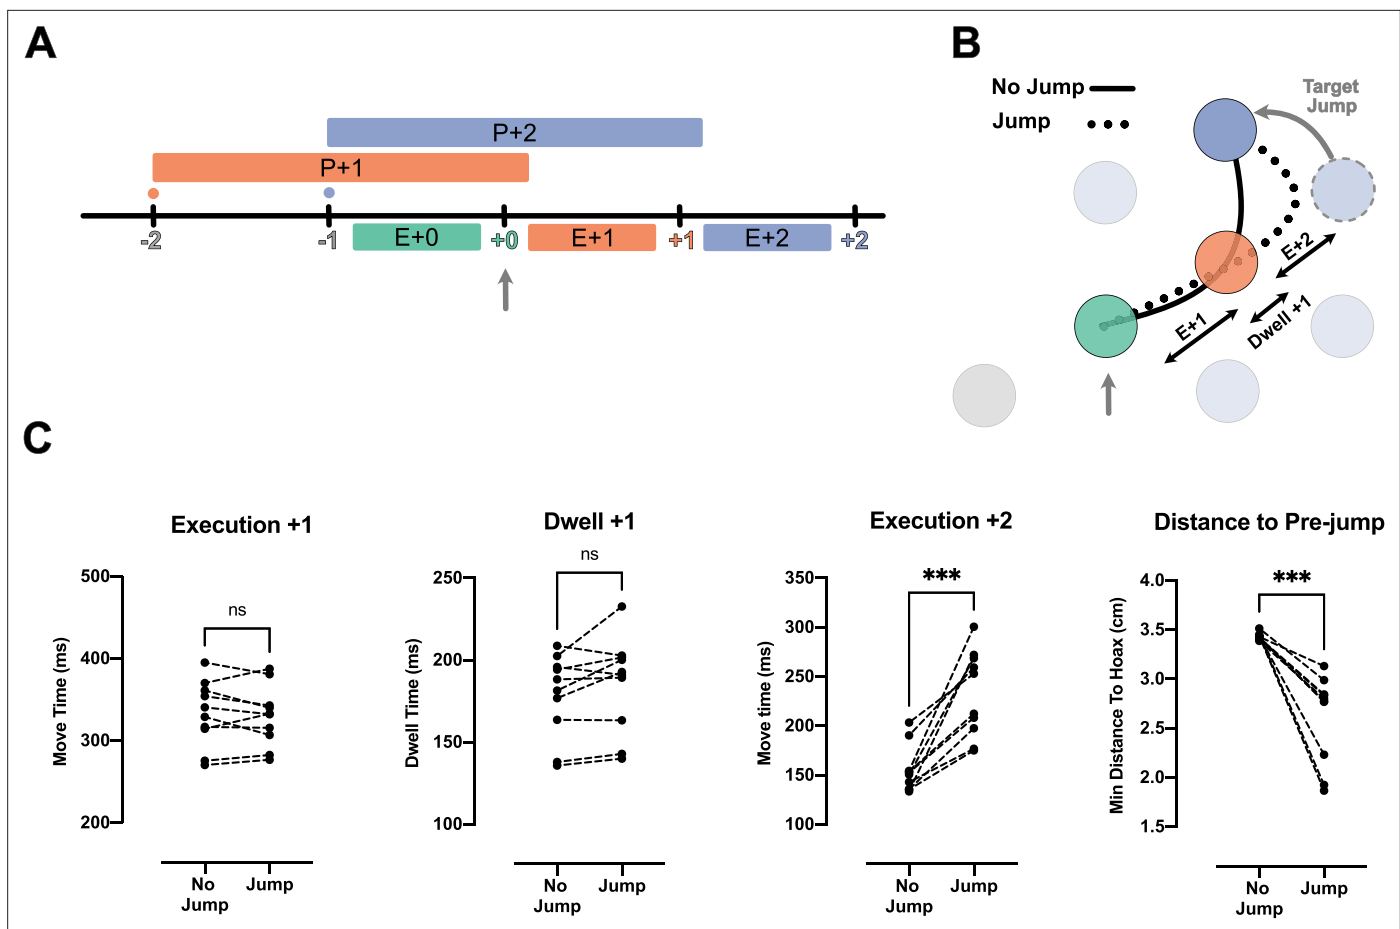 A
P+2
P+1
-2
-1
E+0
+0
E+1
+1
E+2
+2
B
No Jump
Jump
Target
Jump
E+2
Dwell +1
E+1
C
Execution +1
ns
Move Time (ms)
500
400
300
200
No
Jump
Jump
Dwell +1
ns
Dwell Time (ms)
250
200
150
100
No
Jump
Jump
Execution +2
***
Move time (ms)
350
300
250
200
150
100
No
Jump
Jump
Distance to Pre-jump
***
Min Distance To Hoax (cm)
4.0
3.5
3.0
2.5
2.0
1.5
No
Jump
Jump